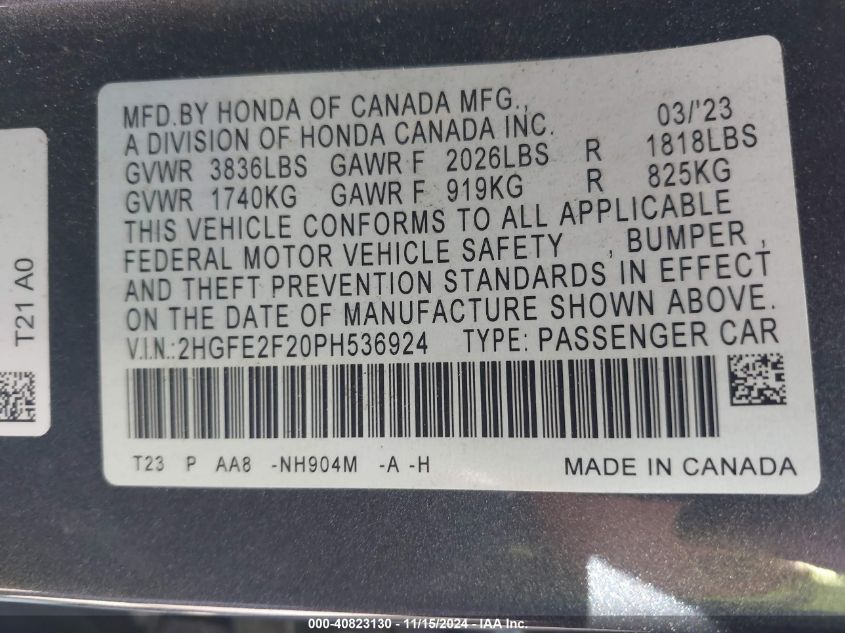 MFD.BY HONDA OF CANADA MFG., 03/'23
A DIVISION OF HONDA CANADA INC.
GVWR 3836LBS GAWR F 2026LBS R 1818LBS
GVWR 1740KG GAWR F 919KG R 825KG
THIS VEHICLE CONFORMS TO ALL APPLICABLE
FEDERAL MOTOR VEHICLE SAFETY , BUMPER ,
AND THEFT PREVENTION STANDARDS IN EFFECT
ON THE DATE OF MANUFACTURE SHOWN ABOVE.
V.I.N.:2HGFE2F20PH536924 TYPE: PASSENGER CAR
T23 P AA8 -NH904M -A -H MADE IN CANADA
T21 A0
000-40823130 - 11/15/2024 - IAA Inc.